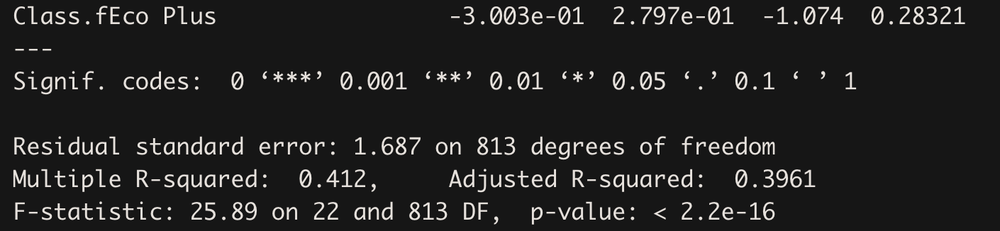 Class.fEco Plus -3.003e-01 2.797e-01 -1.074 0.28321
---
Signif. codes: 0 ‘***’ 0.001 ‘**’ 0.01 ‘*’ 0.05 ‘.’ 0.1 ‘ ’ 1
Residual standard error: 1.687 on 813 degrees of freedom
Multiple R-squared: 0.412, Adjusted R-squared: 0.3961
F-statistic: 25.89 on 22 and 813 DF, p-value: < 2.2e-16